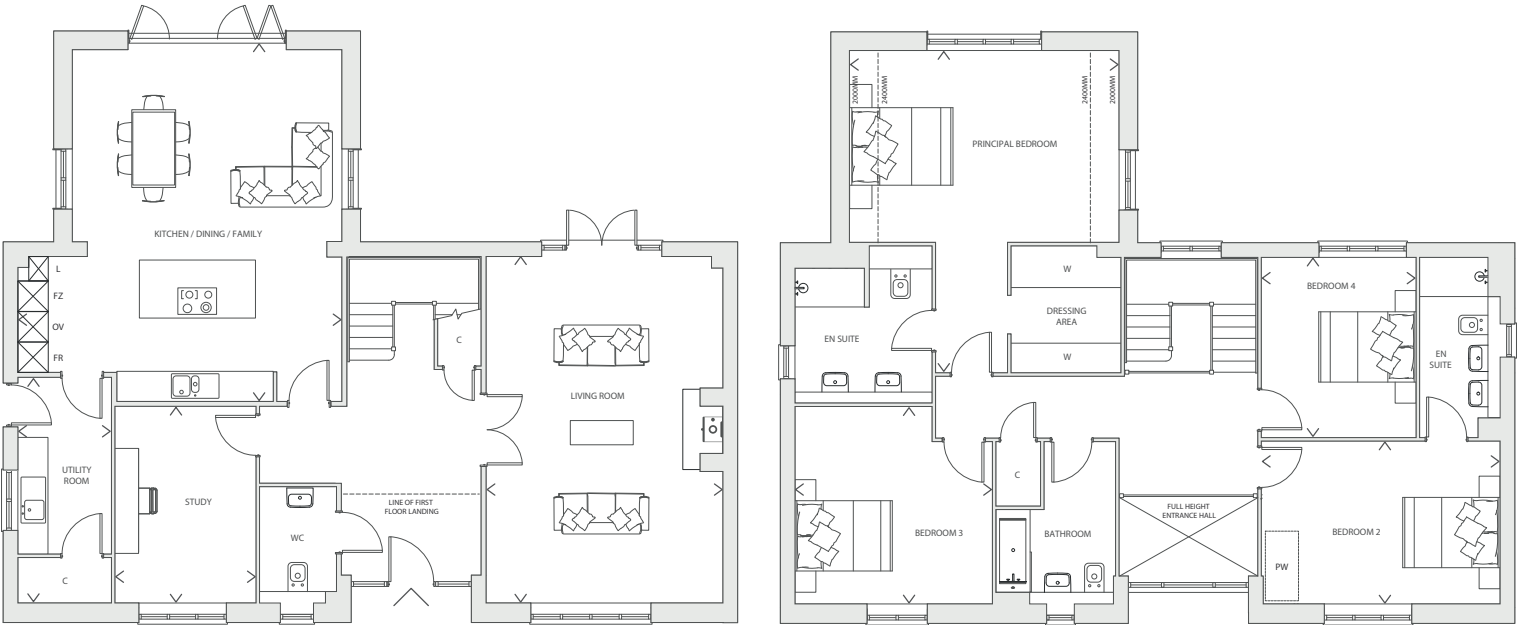 KITCHEN / DINING / FAMILY
L
FZ
OV
FR
C
LIVING ROOM
UTILITY
ROOM
STUDY
LINE OF FIRST
FLOOR LANDING
WC
C
2000MM
2400MM
2400MM
2000MM
PRINCIPAL BEDROOM
W
DRESSING
AREA
W
EN SUITE
BEDROOM 4
EN
SUITE
C
FULL HEIGHT
ENTRANCE HALL
BEDROOM 3
BATHROOM
BEDROOM 2
PW